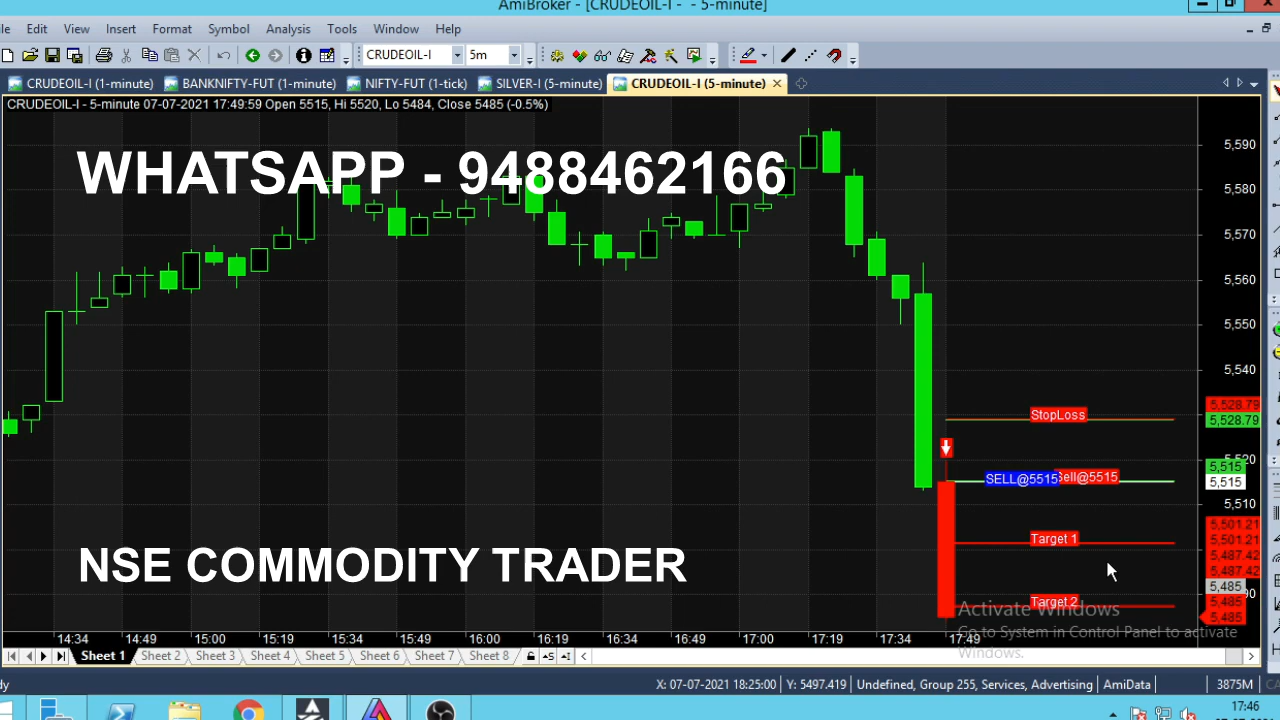 AmiBroker - [CRUDEOIL-I - - 5-minute]
Edit View Insert Format Symbol Analysis Tools Window Help
CRUDEOIL-I 5m
CRUDEOIL-I (1-minute) BANKNIFTY-FUT (1-minute) NIFTY-FUT (1-tick) SILVER-I (5-minute) CRUDEOIL-I (5-minute)
CRUDEOIL-I - 5-minute 07-07-2021 17:49:59 Open 5515, Hi 5520, Lo 5484, Close 5485 (-0.5%)
5,590
WHATSAPP - 9488462166
5,580
5,570
5,560
5,550
5,540
5,528.79
StopLoss
5,528.79
5,520
5,515
SELL@5515 Sell@5515
5,515
5,510
5,501.21
Target 1
5,501.21
5,487.42
NSE COMMODITY TRADER
5,487.42
5,485
Target 2
5,485
Activate Windows
5,485
Go to System in Control Panel to activate
Windows.
14:34 14:49 15:00 15:19 15:34 15:49 16:00 16:19 16:34 16:49 17:00 17:19 17:34 17:49
Sheet 1 Sheet 2 Sheet 3 Sheet 4 Sheet 5 Sheet 6 Sheet 7 Sheet 8
X: 07-07-2021 18:25:00 Y: 5497.419 Undefined, Group 255, Services, Advertising AmiData 3875M
17:46